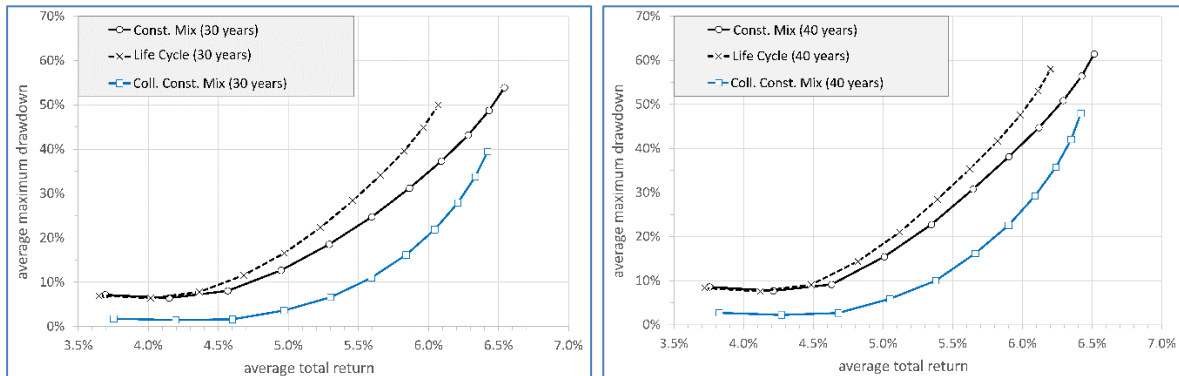 70%
60%
50%
40%
30%
20%
10%
0%
average maximum drawdown
Const. Mix (30 years)
Life Cycle (30 years)
Coll. Const. Mix (30 years)
3.5% 4.0% 4.5% 5.0% 5.5% 6.0% 6.5% 7.0%
average total return
70%
60%
50%
40%
30%
20%
10%
0%
average maximum drawdown
Const. Mix (40 years)
Life Cycle (40 years)
Coll. Const. Mix (40 years)
3.5% 4.0% 4.5% 5.0% 5.5% 6.0% 6.5% 7.0%
average total return